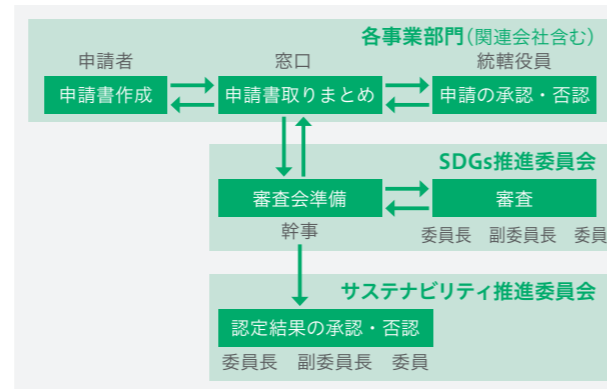 各事業部門(関連会社含む)
申請者 窓口 統轄役員
申請書作成 申請書取りまとめ 申請の承認・否認
SDGs推進委員会
審査会準備 審査
幹事 委員長 副委員長 委員
サステナビリティ推進委員会
認定結果の承認・否認
委員長 副委員長 委員